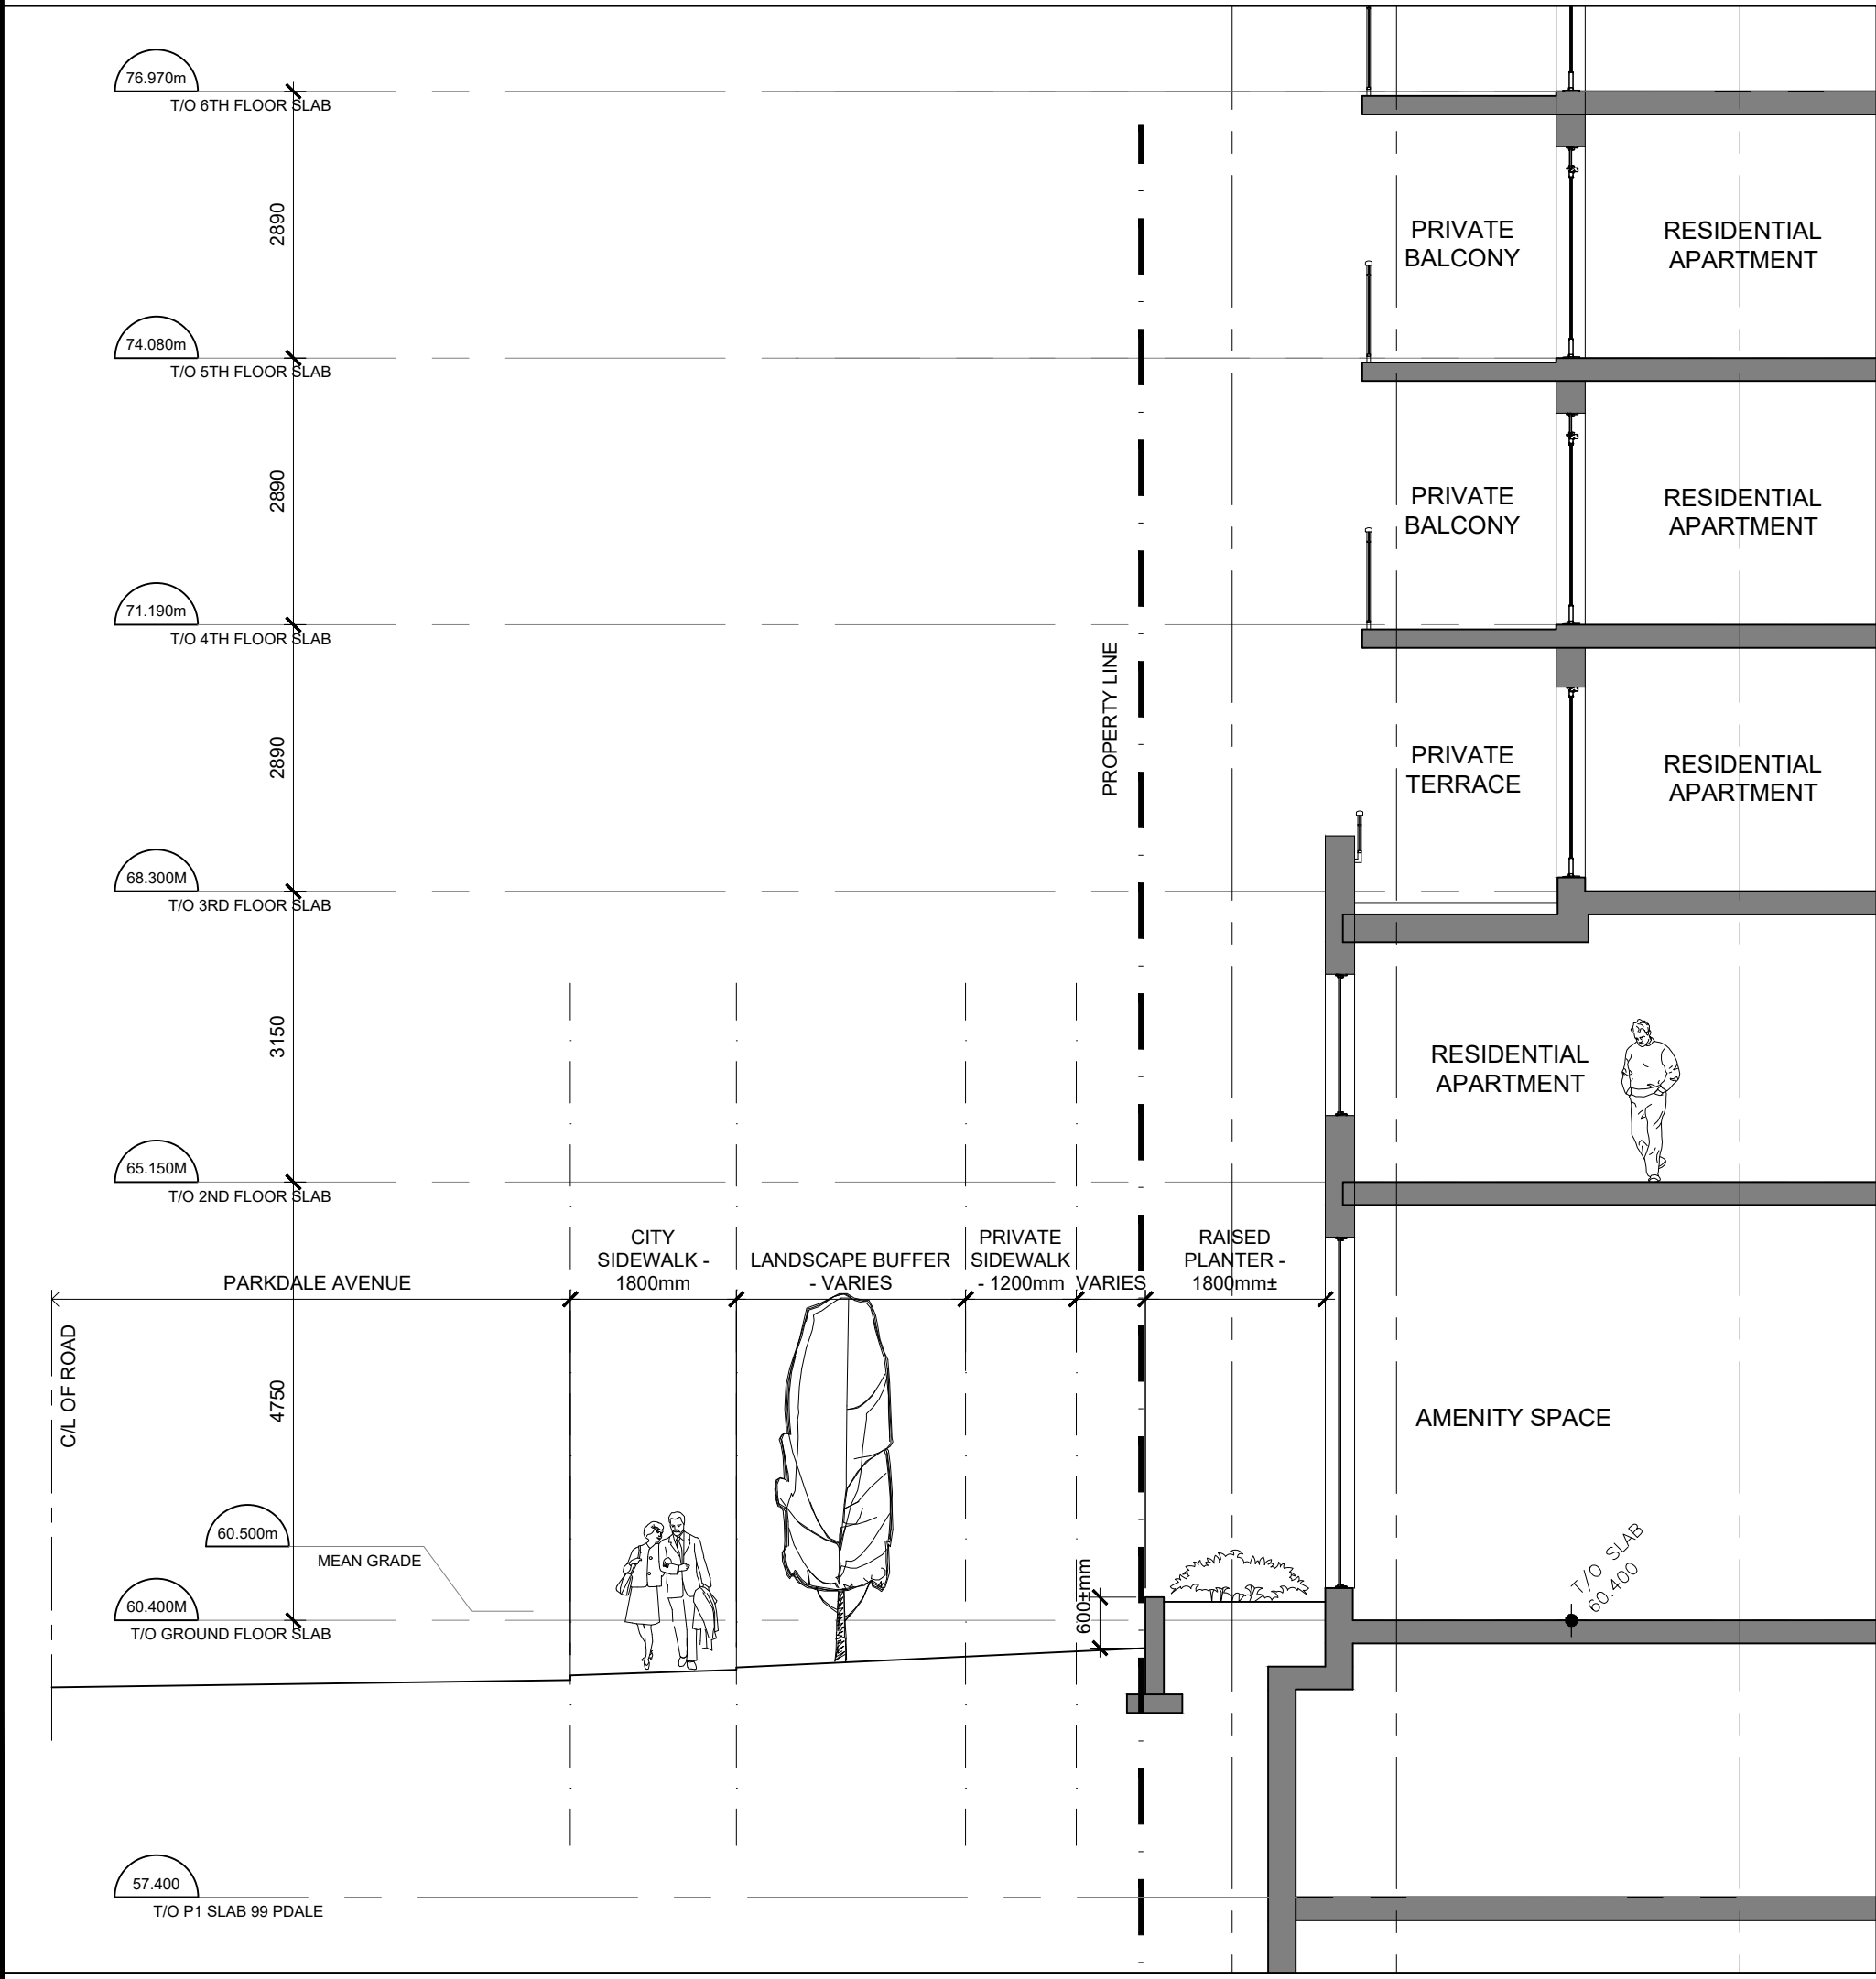 76.970m
T/O 6TH FLOOR SLAB
2890
PRIVATE
BALCONY
RESIDENTIAL
APARTMENT
74.080m
T/O 5TH FLOOR SLAB
2890
PRIVATE
BALCONY
RESIDENTIAL
APARTMENT
71.190m
T/O 4TH FLOOR SLAB
PROPERTY LINE
2890
PRIVATE
TERRACE
RESIDENTIAL
APARTMENT
68.300M
T/O 3RD FLOOR SLAB
3150
RESIDENTIAL
APARTMENT
65.150M
T/O 2ND FLOOR SLAB
PARKDALE AVENUE
CITY
SIDEWALK -
1800mm
LANDSCAPE BUFFER
- VARIES
PRIVATE
SIDEWALK
- 1200mm
VARIES
RAISED
PLANTER -
1800mm±
C/L OF ROAD
4750
AMENITY SPACE
60.500m
MEAN GRADE
600±mm
T/O SLAB
60.400
60.400M
T/O GROUND FLOOR SLAB
57.400
T/O P1 SLAB 99 PDALE